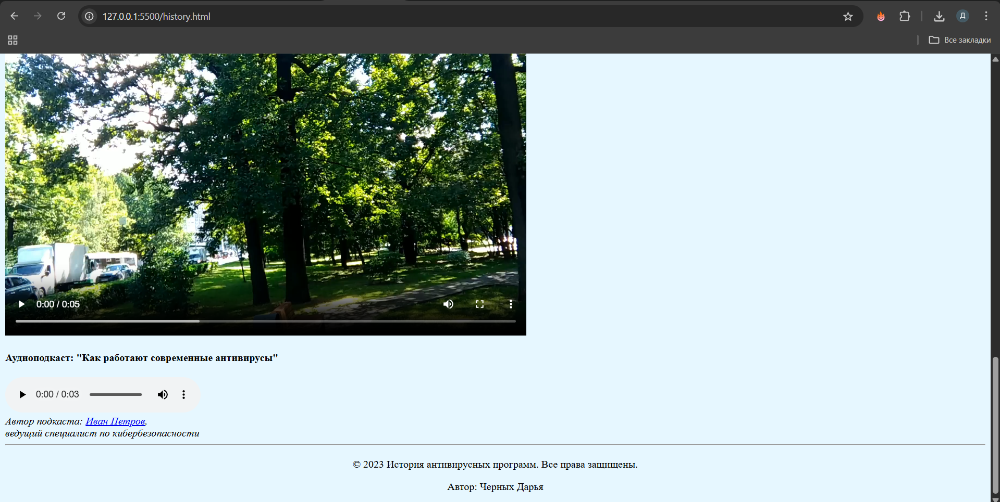 127.0.0.1:5500/history.html
Д
Все закладки
0:00 / 0:05
Аудиоподкаст: "Как работают современные антивирусы"
0:00 / 0:03
Автор подкаста: Иван Петров,
ведущий специалист по кибербезопасности
© 2023 История антивирусных программ. Все права защищены.
Автор: Черных Дарья